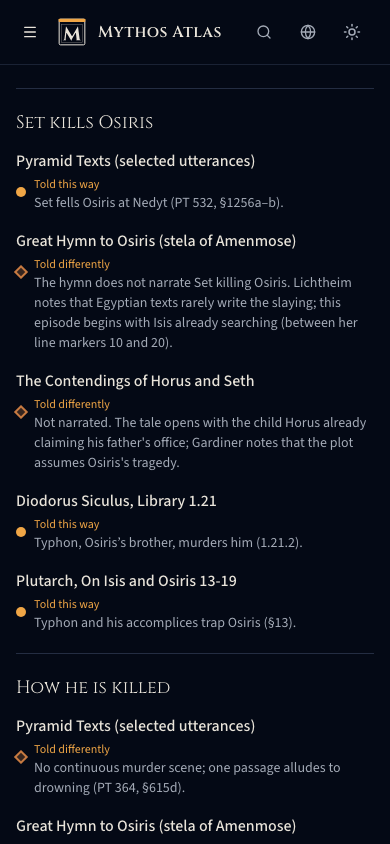 M MYTHOS ATLAS
SET KILLS OSIRIS
Pyramid Texts (selected utterances)
Told this way
Set fells Osiris at Nedyt (PT 532, §1256a–b).
Great Hymn to Osiris (stela of Amenmose)
Told differently
The hymn does not narrate Set killing Osiris. Lichtheim
notes that Egyptian texts rarely write the slaying; this
episode begins with Isis already searching (between her
line markers 10 and 20).
The Contendings of Horus and Seth
Told differently
Not narrated. The tale opens with the child Horus already
claiming his father's office; Gardiner notes that the plot
assumes Osiris's tragedy.
Diodorus Siculus, Library 1.21
Told this way
Typhon, Osiris’s brother, murders him (1.21.2).
Plutarch, On Isis and Osiris 13-19
Told this way
Typhon and his accomplices trap Osiris (§13).
HOW HE IS KILLED
Pyramid Texts (selected utterances)
Told differently
No continuous murder scene; one passage alludes to
drowning (PT 364, §615d).
Great Hymn to Osiris (stela of Amenmose)